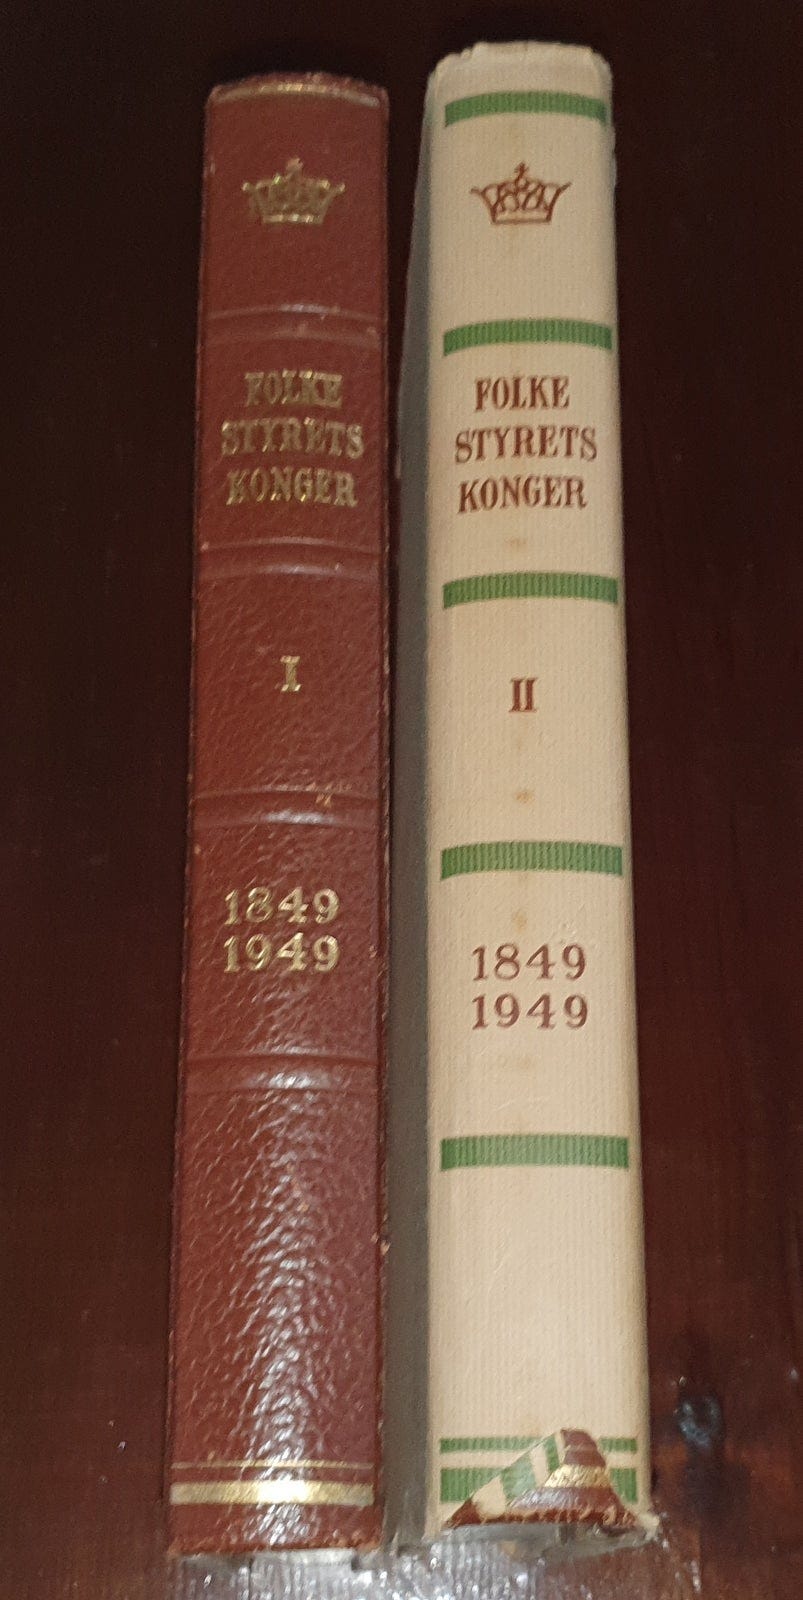 FOLKE
STYRETS
KONGER
I
1849
1949
FOLKE
STYRETS
KONGER
II
1849
1949